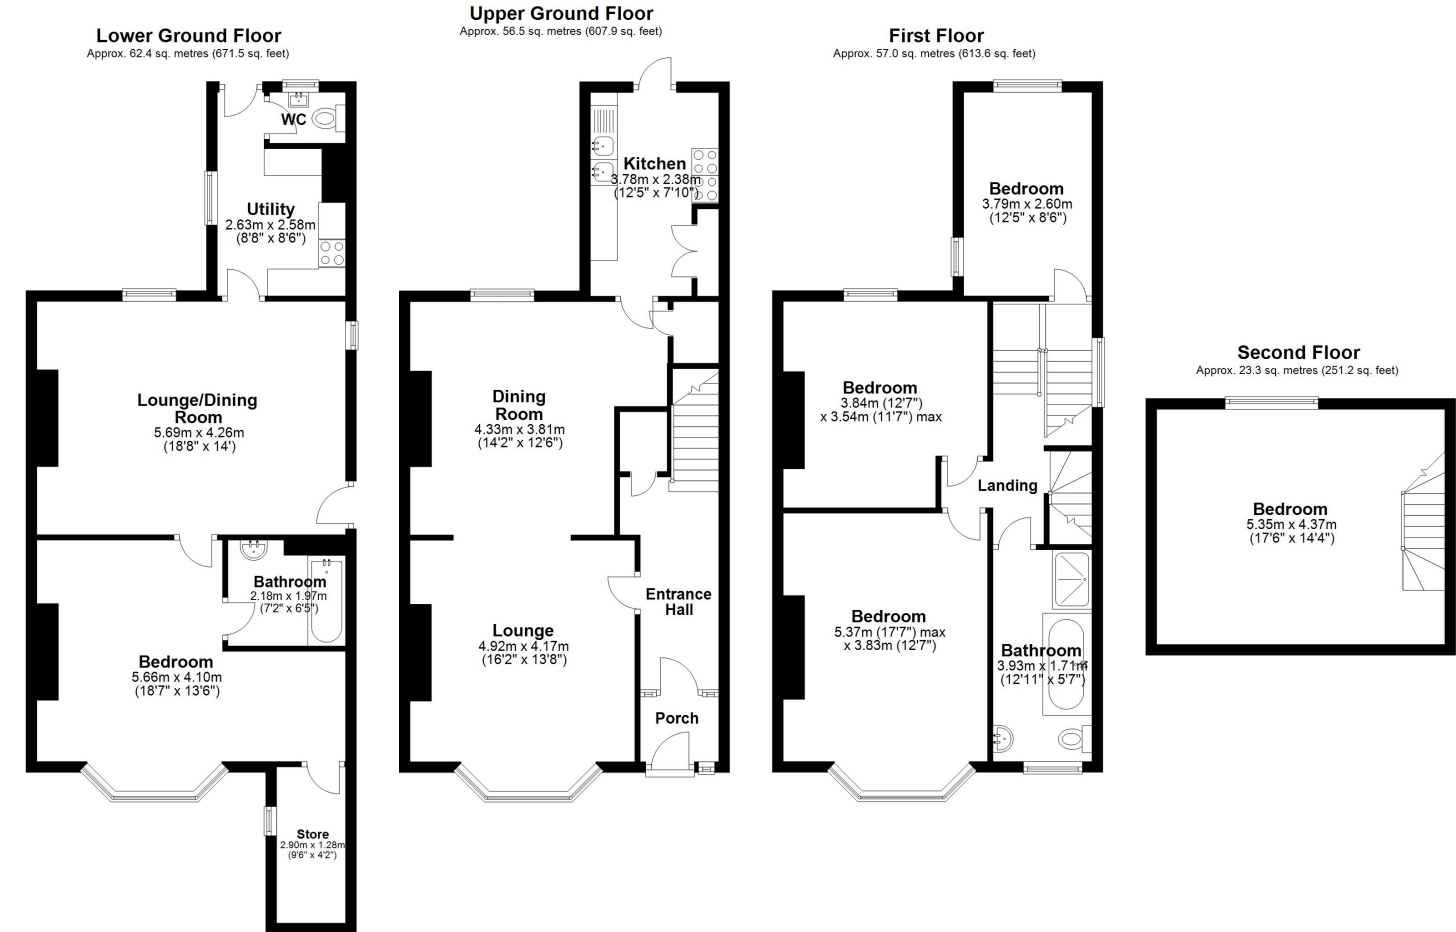 Lower Ground Floor
Approx. 62.4 sq. metres (671.5 sq. feet)
WC
Utility
2.63m x 2.58m
(8'8" x 8'6")
Lounge/Dining
Room
5.69m x 4.26m
(18'8" x 14')
Bathroom
2.18m x 1.97m
(7'2" x 6'5")
Bedroom
5.66m x 4.10m
(18'7" x 13'6")
Store
2.90m x 1.28m
(9'6" x 4'2")
Upper Ground Floor
Approx. 56.5 sq. metres (607.9 sq. feet)
Kitchen
3.78m x 2.38m
(12'5" x 7'10")
Dining
Room
4.33m x 3.81m
(14'2" x 12'6")
Lounge
4.92m x 4.17m
(16'2" x 13'8")
Entrance
Hall
Porch
First Floor
Approx. 57.0 sq. metres (613.6 sq. feet)
Bedroom
3.79m x 2.60m
(12'5" x 8'6")
Bedroom
3.84m (12'7")
x 3.54m (11'7") max
Landing
Bedroom
5.37m (17'7") max
x 3.83m (12'7")
Bathroom
3.93m x 1.71m
(12'11" x 5'7")
Second Floor
Approx. 23.3 sq. metres (251.2 sq. feet)
Bedroom
5.35m x 4.37m
(17'6" x 14'4")